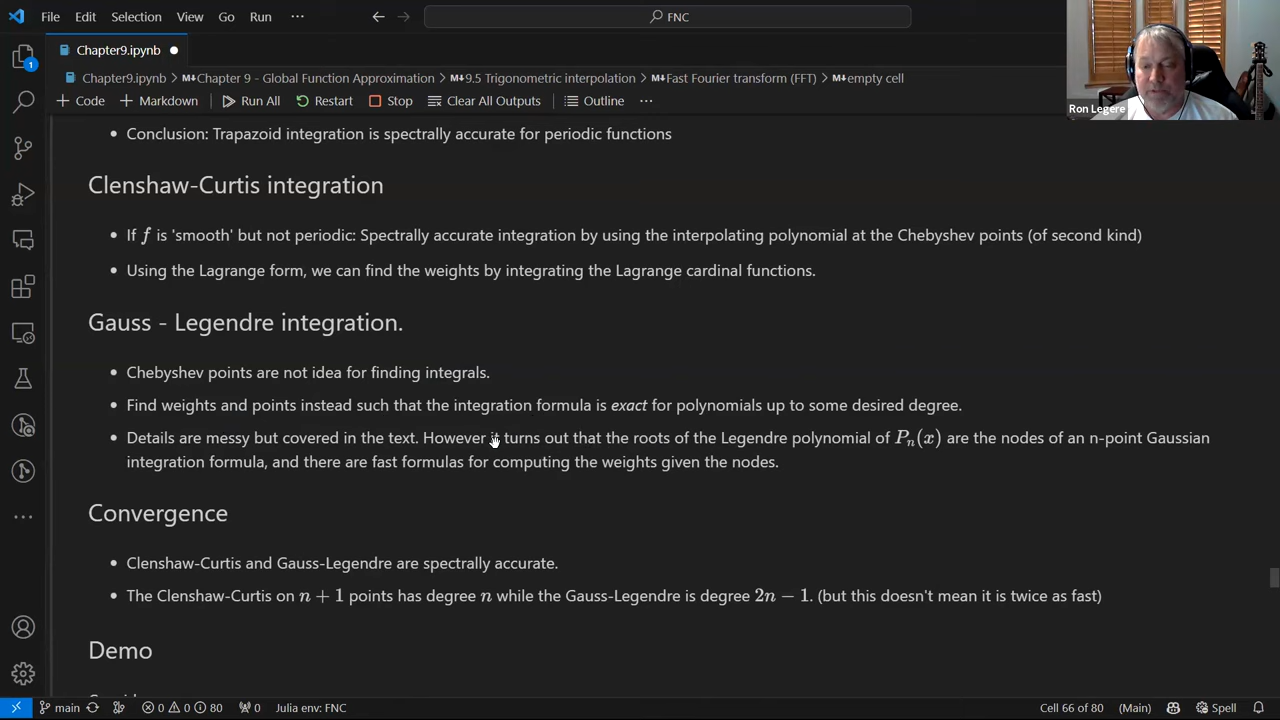 File Edit Selection View Go Run ··· FNC
Chapter9.ipynb
Chapter9.ipynb > Chapter 9 - Global Function Approximation > 9.5 Trigonometric interpolation > Fast Fourier transform (FFT) > empty cell
Ron Legere
+ Code + Markdown Run All Restart Stop Clear All Outputs Outline ···
• Conclusion: Trapazoid integration is spectrally accurate for periodic functions
Clenshaw-Curtis integration
1
• If f is 'smooth' but not periodic: Spectrally accurate integration by using the interpolating polynomial at the Chebyshev points (of second kind)
• Using the Lagrange form, we can find the weights by integrating the Lagrange cardinal functions.
Gauss - Legendre integration.
• Chebyshev points are not idea for finding integrals.
• Find weights and points instead such that the integration formula is exact for polynomials up to some desired degree.
• Details are messy but covered in the text. However it turns out that the roots of the Legendre polynomial of Pₙ(x) are the nodes of an n-point Gaussian
integration formula, and there are fast formulas for computing the weights given the nodes.
Convergence
• Clenshaw-Curtis and Gauss-Legendre are spectrally accurate.
• The Clenshaw-Curtis on n + 1 points has degree n while the Gauss-Legendre is degree 2n − 1. (but this doesn't mean it is twice as fast)
Demo
main 0 0 80 0 Julia env: FNC Cell 66 of 80 (Main) Spell